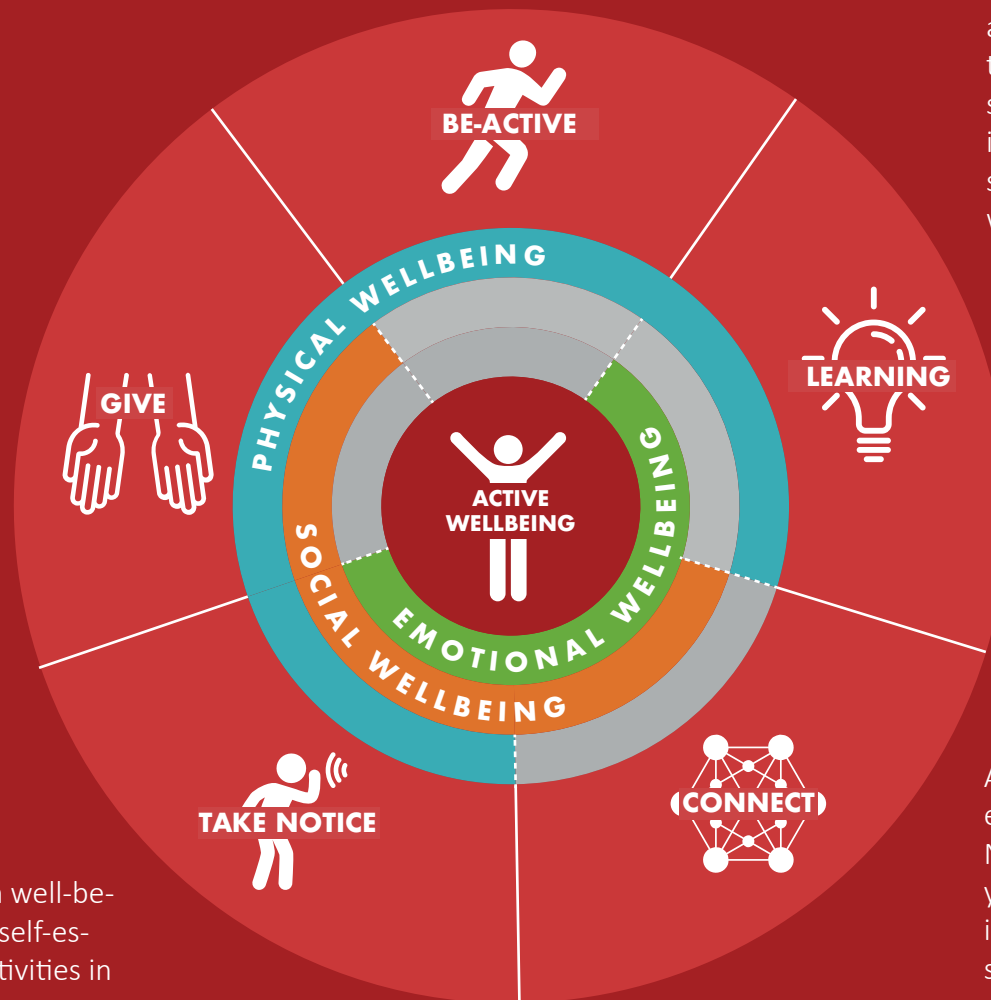 BE-ACTIVE
PHYSICAL WELLBEING
LEARNING
GIVE
ACTIVE
WELLBEING
EMOTIONAL WELLBEING
SOCIAL WELLBEING
CONNECT
TAKE NOTICE
well-be-
self-es-
in